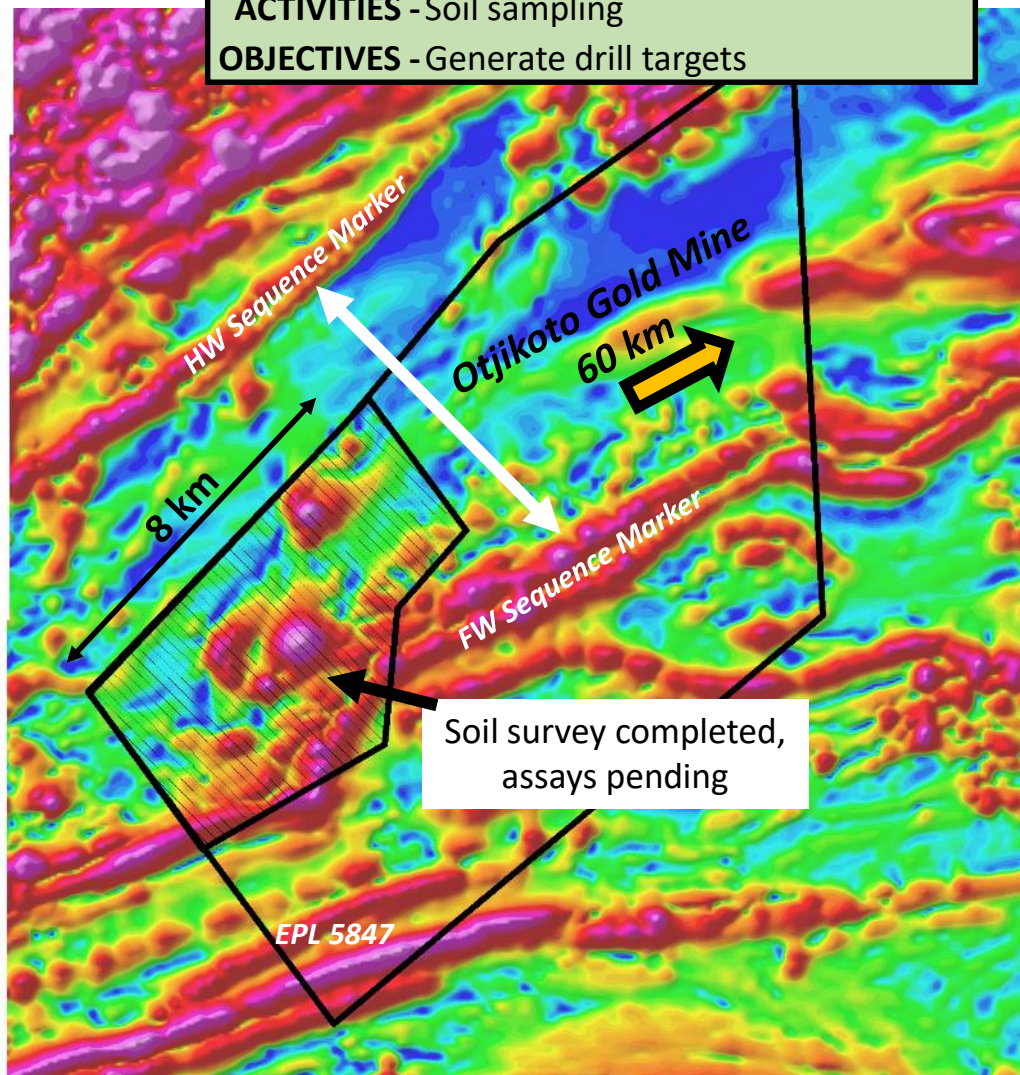 ACTIVITIES - Soil sampling
OBJECTIVES - Generate drill targets
HW Sequence Marker
Otjikoto Gold Mine
60 km
8 km
FW Sequence Marker
Soil survey completed,
assays pending
EPL 5847